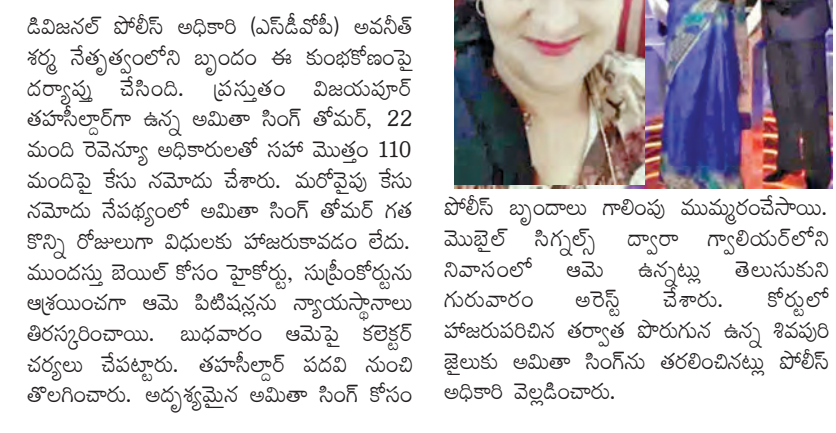 డివిజనల్ పోలీస్ అధికారి (ఎస్‌డీవోపీ) అవనీత్
శర్మ నేతృత్వంలోని బృందం ఈ కుంభకోణంపై
దర్యాప్తు చేసింది. ప్రస్తుతం విజయపూర్
తహసీల్దార్‌గా ఉన్న అమితా సింగ్ తోమర్, 22
మంది రెవెన్యూ అధికారులతో సహా మొత్తం 110
మందిపై కేసు నమోదు చేశారు. మరోవైపు కేసు
నమోదు నేపథ్యంలో అమితా సింగ్ తోమర్ గత
కొన్ని రోజులుగా విధులకు హాజరుకావడం లేదు.
ముందస్తు బెయిల్ కోసం హైకోర్టు, సుప్రీంకోర్టును
ఆశ్రయించగా ఆమె పిటిషన్లను న్యాయస్థానాలు
తిరస్కరించాయి. బుధవారం ఆమెపై కలెక్టర్
చర్యలు చేపట్టారు. తహసీల్దార్ పదవి నుంచి
తొలగించారు. అదృశ్యమైన అమితా సింగ్ కోసం
పోలీస్ బృందాలు గాలింపు ముమ్మరంచేసాయి.
మొబైల్ సిగ్నల్స్ ద్వారా గ్వాలియర్‌లోని
నివాసంలో ఆమె ఉన్నట్లు తెలుసుకుని
గురువారం అరెస్ట్ చేశారు. కోర్టులో
హాజరుపరిచిన తర్వాత పొరుగున ఉన్న శివపురి
జైలుకు అమితా సింగ్‌ను తరలించినట్లు పోలీస్
అధికారి వెల్లడించారు.